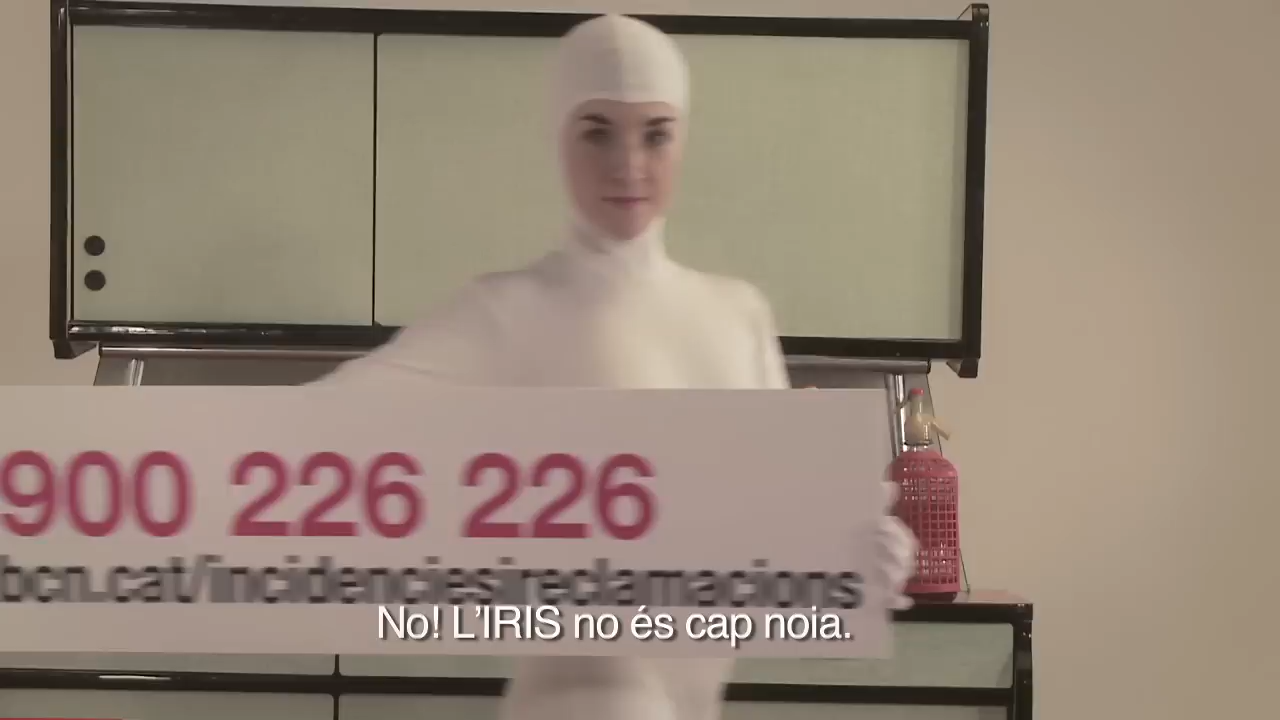 900 226 226
bcn.cat/incidenciesireclamacions
No! L'IRIS no és cap noia.